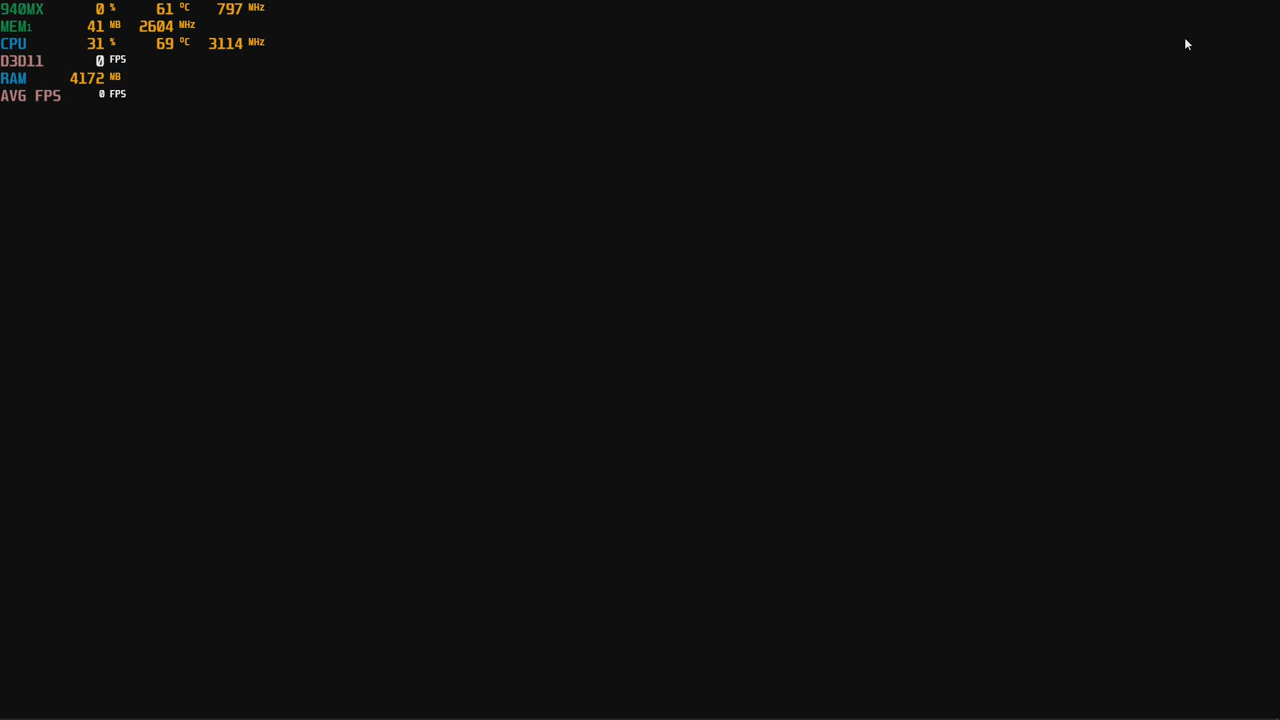 940MX 0 % 61 °C 797 MHz
MEM1 41 MB 2604 MHz
CPU 31 % 69 °C 3114 MHz
D3D11 0 FPS
RAM 4172 MB
AVG FPS 0 FPS